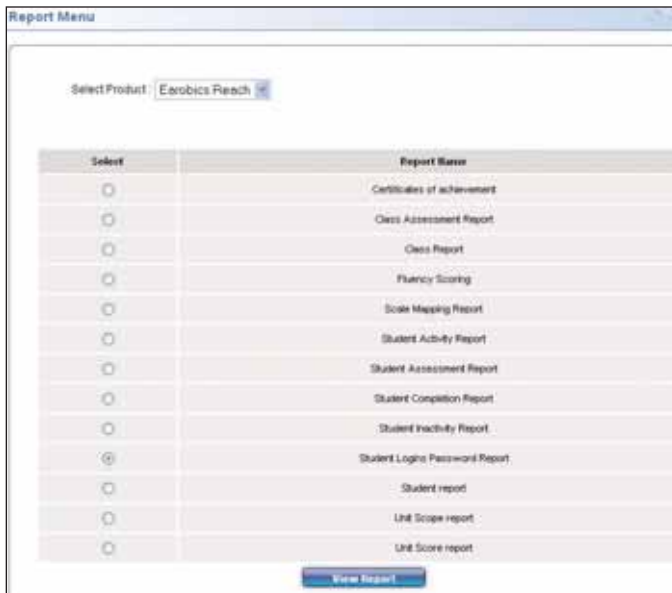 Report Menu
Select Product: Earobics Reach
Select Report Name
Certificates of achievement
Class Assessment Report
Class Report
Fluency Scoring
Scale Mapping Report
Student Activity Report
Student Assessment Report
Student Completion Report
Student Inactivity Report
Student Logins Password Report
Student report
Unit Scope report
Unit Score report
View Report